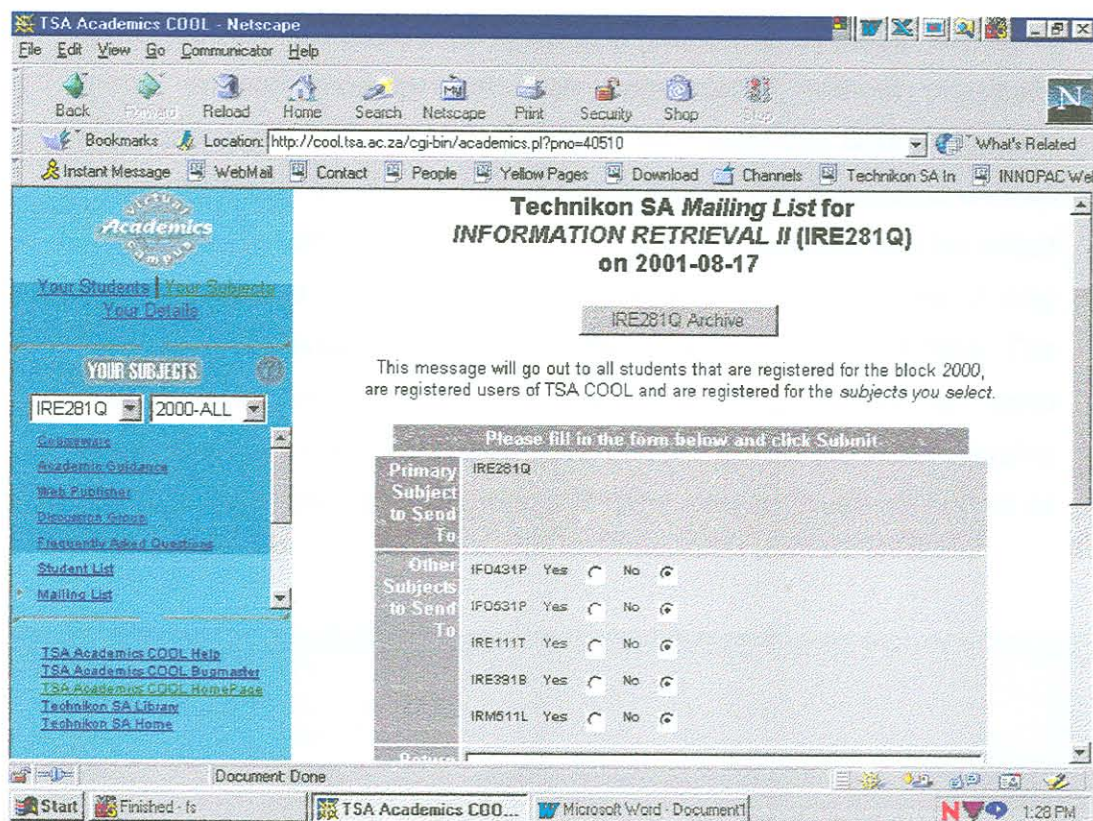 TSA Academics COOL - Netscape
File Edit View Go Communicator Help
Back Forward Reload Home Search Netscape Print Security Shop Stop
Bookmarks Location: http://cool.tsa.ac.za/cgi-bin/academics.pl?pno=40510 What's Related
Instant Message WebMail Contact People Yellow Pages Download Channels Technikon SA In INNOPAC We
Virtual
Academics
Campus
Your Students | Your Subjects
Your Details
YOUR SUBJECTS ?
IRE281Q 2000-ALL
Courseware
Academic Guidance
Web Publisher
Discussion Group
Frequently Asked Questions
Student List
Mailing List
TSA Academics COOL Help
TSA Academics COOL Bugmaster
TSA Academics COOL HomePage
Technikon SA Library
Technikon SA Home
Technikon SA Mailing List for
INFORMATION RETRIEVAL II (IRE281Q)
on 2001-08-17
IRE281Q Archive
This message will go out to all students that are registered for the block 2000,
are registered users of TSA COOL and are registered for the subjects you select.
Please fill in the form below and click Submit
Primary
Subject
to Send
To
IRE281Q
Other
Subjects
to Send
To
IFO431P Yes No
IFO531P Yes No
IRE111T Yes No
IRE391B Yes No
IRM511L Yes No
Return
Document: Done
Start Finished - fs TSA Academics COO... Microsoft Word - Document1 1:28 PM